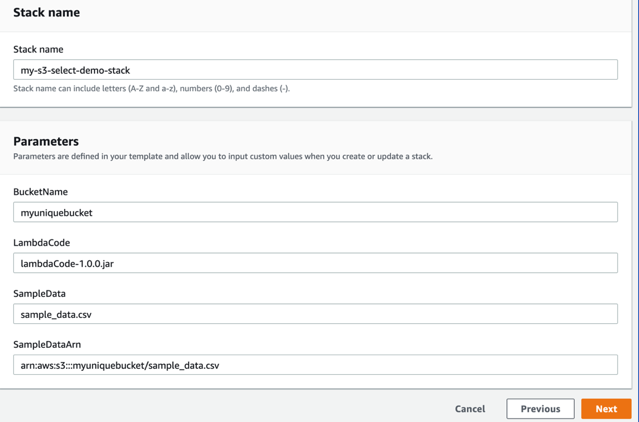 Stack name
Stack name
my-s3-select-demo-stack
Stack name can include letters (A-Z and a-z), numbers (0-9), and dashes (-).
Parameters
Parameters are defined in your template and allow you to input custom values when you create or update a stack.
BucketName
myuniquebucket
LambdaCode
lambdaCode-1.0.0.jar
SampleData
sample_data.csv
SampleDataArn
arn:aws:s3:::myuniquebucket/sample_data.csv
Cancel Previous Next